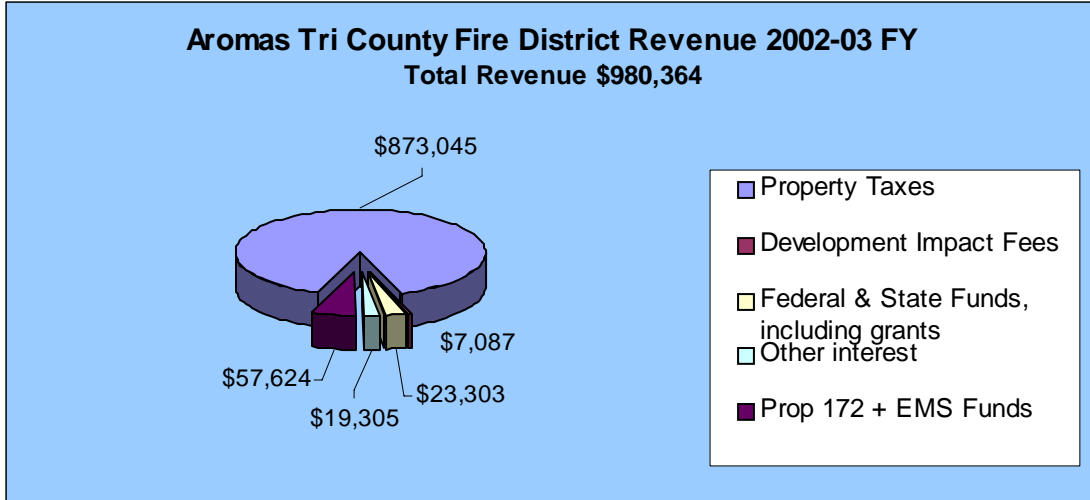 Aromas Tri County Fire District Revenue 2002-03 FY
Total Revenue $980,364
$873,045
$7,087
$23,303
$19,305
$57,624
Property Taxes
Development Impact Fees
Federal & State Funds,
including grants
Other interest
Prop 172 + EMS Funds